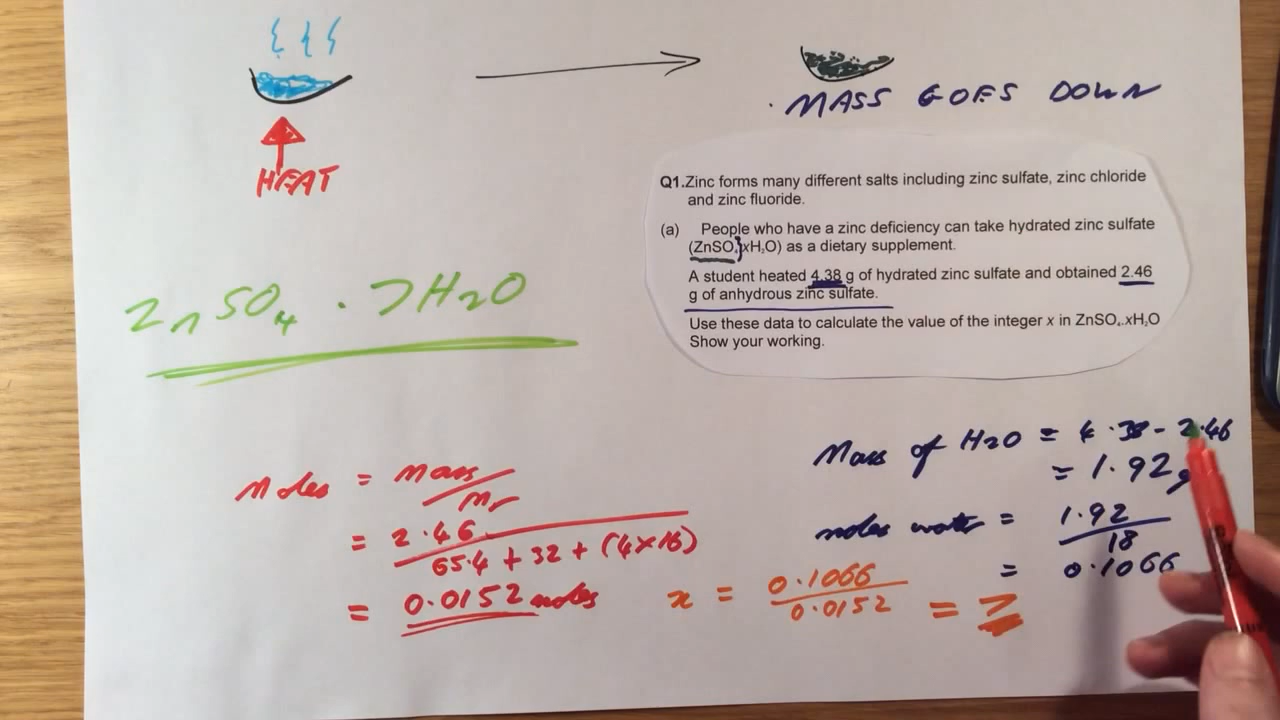 HEAT
. MASS GOES DOWN
Q1.Zinc forms many different salts including zinc sulfate, zinc chloride
and zinc fluoride.
(a) People who have a zinc deficiency can take hydrated zinc sulfate
(ZnSO₄.xH₂O) as a dietary supplement.
A student heated 4.38 g of hydrated zinc sulfate and obtained 2.46
g of anhydrous zinc sulfate.
Use these data to calculate the value of the integer x in ZnSO₄.xH₂O
Show your working.
ZnSO₄ . 7H₂O
Moles = Mass / Mr
= 2.46 / 65.4 + 32 + (4×16)
= 0.0152 moles
Mass of H2O = 4.38 - 2.46
= 1.92 g
moles water = 1.92 / 18
= 0.1066
x = 0.1066 / 0.0152 = 7